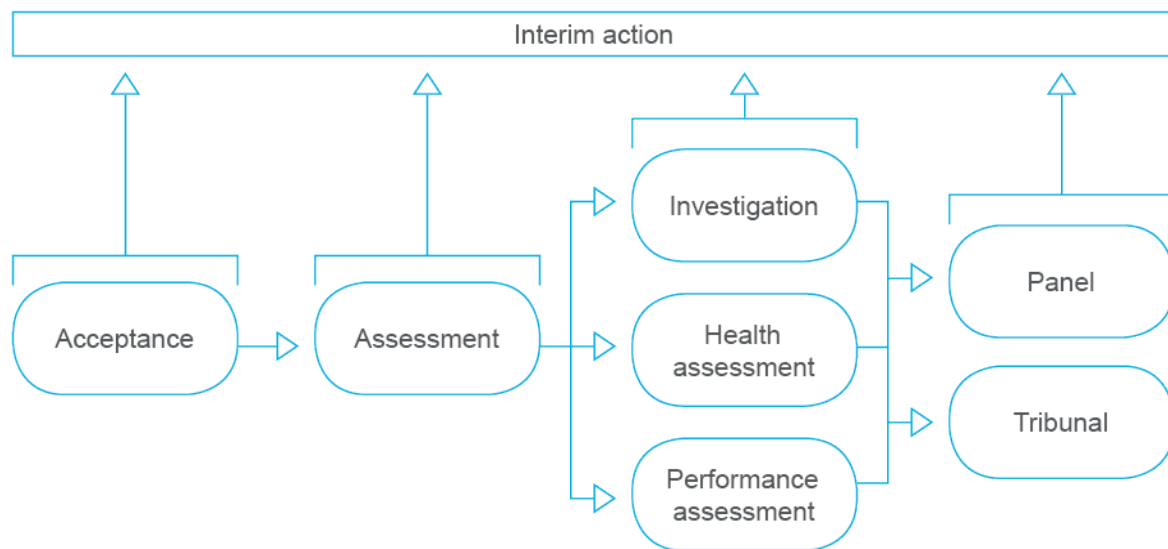 Interim action
Acceptance
Assessment
Investigation
Health
assessment
Performance
assessment
Panel
Tribunal